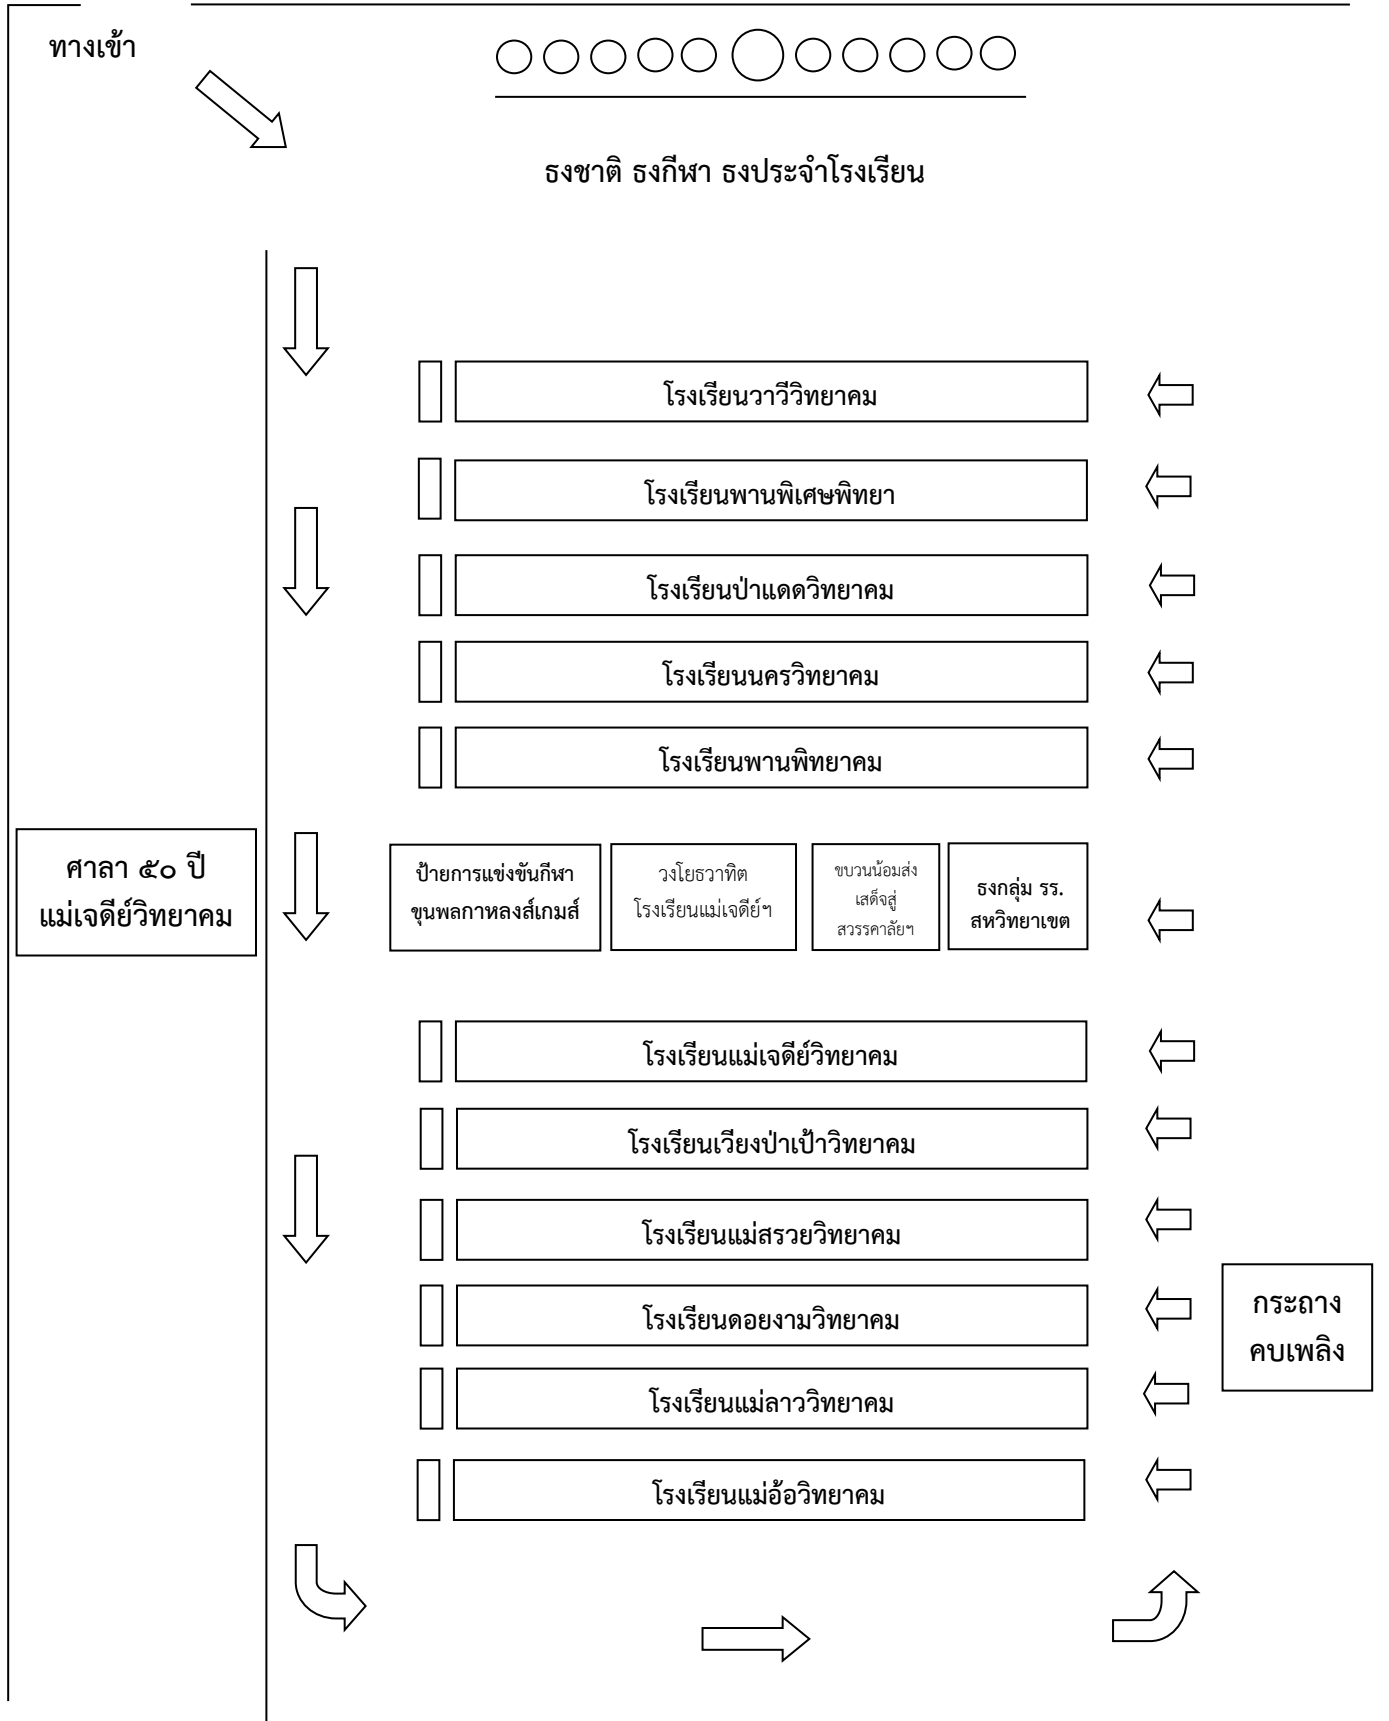 ทางเข้า
ธงชาติ ธงกีฬา ธงประจำโรงเรียน
โรงเรียนวาวีวิทยาคม
โรงเรียนพานพิเศษพิทยา
โรงเรียนป่าแดดวิทยาคม
โรงเรียนนครวิทยาคม
โรงเรียนพานพิทยาคม
ศาลา ๕๐ ปี
แม่เจดีย์วิทยาคม
ป้ายการแข่งขันกีฬา
ขุนพลกาหลงส์เกมส์
วงโยธวาทิต
โรงเรียนแม่เจดีย์ฯ
ขบวนน้อมส่ง
เสด็จสู่
สวรรคาลัยฯ
ธงกลุ่ม รร.
สหวิทยาเขต
โรงเรียนแม่เจดีย์วิทยาคม
โรงเรียนเวียงป่าเป้าวิทยาคม
โรงเรียนแม่สรวยวิทยาคม
โรงเรียนดอยงามวิทยาคม
กระถาง
คบเพลิง
โรงเรียนแม่ลาววิทยาคม
โรงเรียนแม่อ้อวิทยาคม